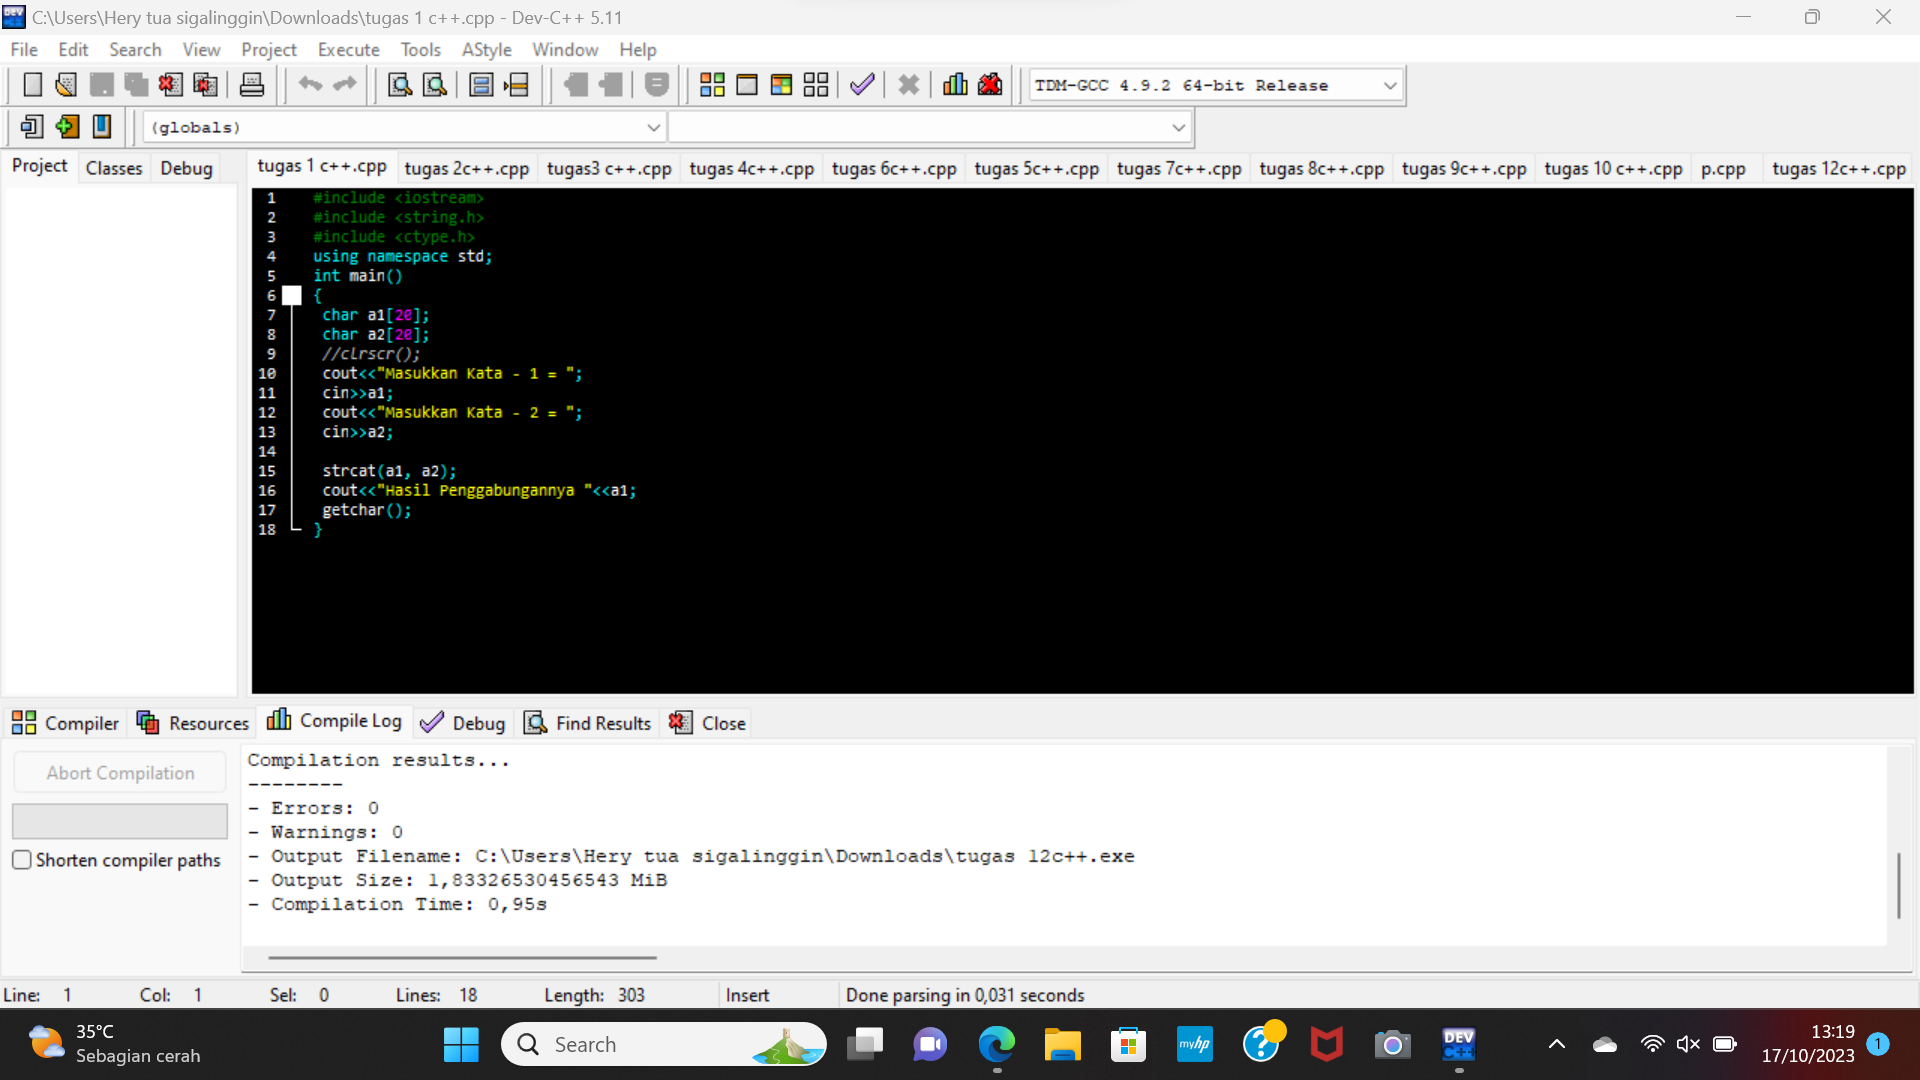 C:\Users\Hery tua sigalinggin\Downloads\tugas 1 c++.cpp - Dev-C++ 5.11
File Edit Search View Project Execute Tools AStyle Window Help
TDM-GCC 4.9.2 64-bit Release
(globals)
Project Classes Debug
tugas 1 c++.cpp tugas 2c++.cpp tugas3 c++.cpp tugas 4c++.cpp tugas 6c++.cpp tugas 5c++.cpp tugas 7c++.cpp tugas 8c++.cpp tugas 9c++.cpp tugas 10 c++.cpp p.cpp tugas 12c++.cpp
1 #include <iostream>
2 #include <string.h>
3 #include <ctype.h>
4 using namespace std;
5 int main()
6 {
7 char a1[20];
8 char a2[20];
9 //clrscr();
10 cout<<"Masukkan Kata - 1 = ";
11 cin>>a1;
12 cout<<"Masukkan Kata - 2 = ";
13 cin>>a2;
14
15 strcat(a1, a2);
16 cout<<"Hasil Penggabungannya "<<a1;
17 getchar();
18 }
Compiler Resources Compile Log Debug Find Results Close
Abort Compilation
Shorten compiler paths
Compilation results...
--------
- Errors: 0
- Warnings: 0
- Output Filename: C:\Users\Hery tua sigalinggin\Downloads\tugas 12c++.exe
- Output Size: 1,83326530456543 MiB
- Compilation Time: 0,95s
Line: 1 Col: 1 Sel: 0 Lines: 18 Length: 303 Insert Done parsing in 0,031 seconds
35°C
Sebagian cerah
Search
myhp
DEV
C++
13:19
17/10/2023
1